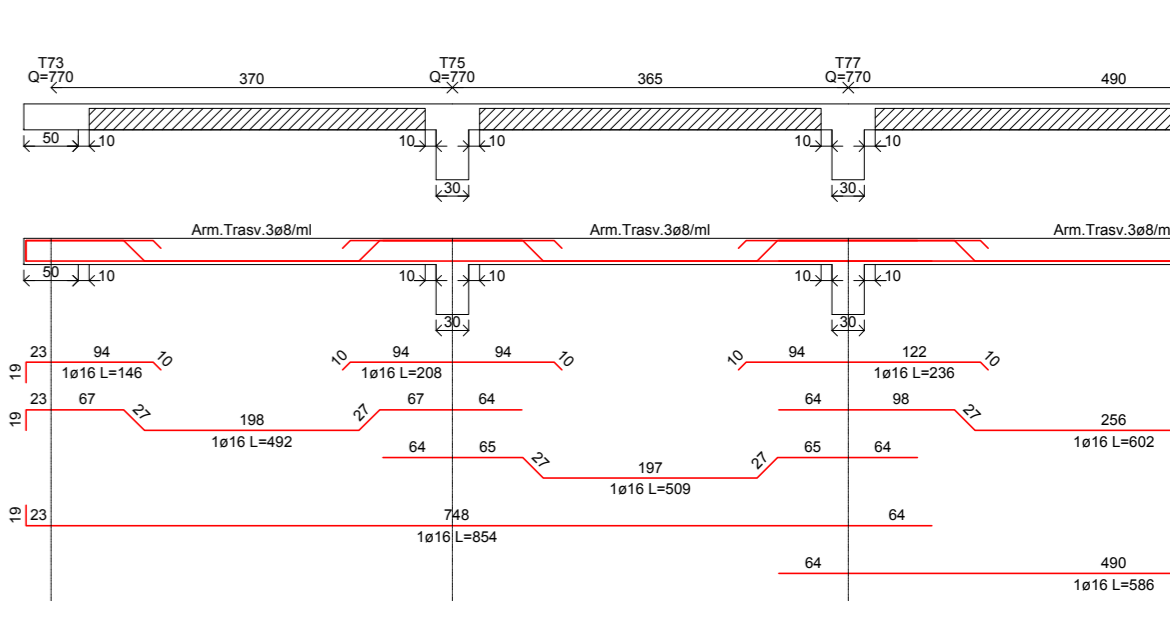 T73 T75 T77
Q=770 370 Q=770 365 Q=770 490
50 10 10 10 10 10
30 30
Arm.Trasv.3ø8/ml Arm.Trasv.3ø8/ml Arm.Trasv.3ø8/m
50 10 10 10 10 10
30 30
23 94 10 10 94 94 10 10 94 122 10
19 1ø16 L=146 1ø16 L=208 1ø16 L=236
23 67 27 198 27 67 64 64 98 27 256
19 1ø16 L=492 1ø16 L=602
64 65 27 197 27 65 64
1ø16 L=509
19 23 748 64
1ø16 L=854
64 490
1ø16 L=586